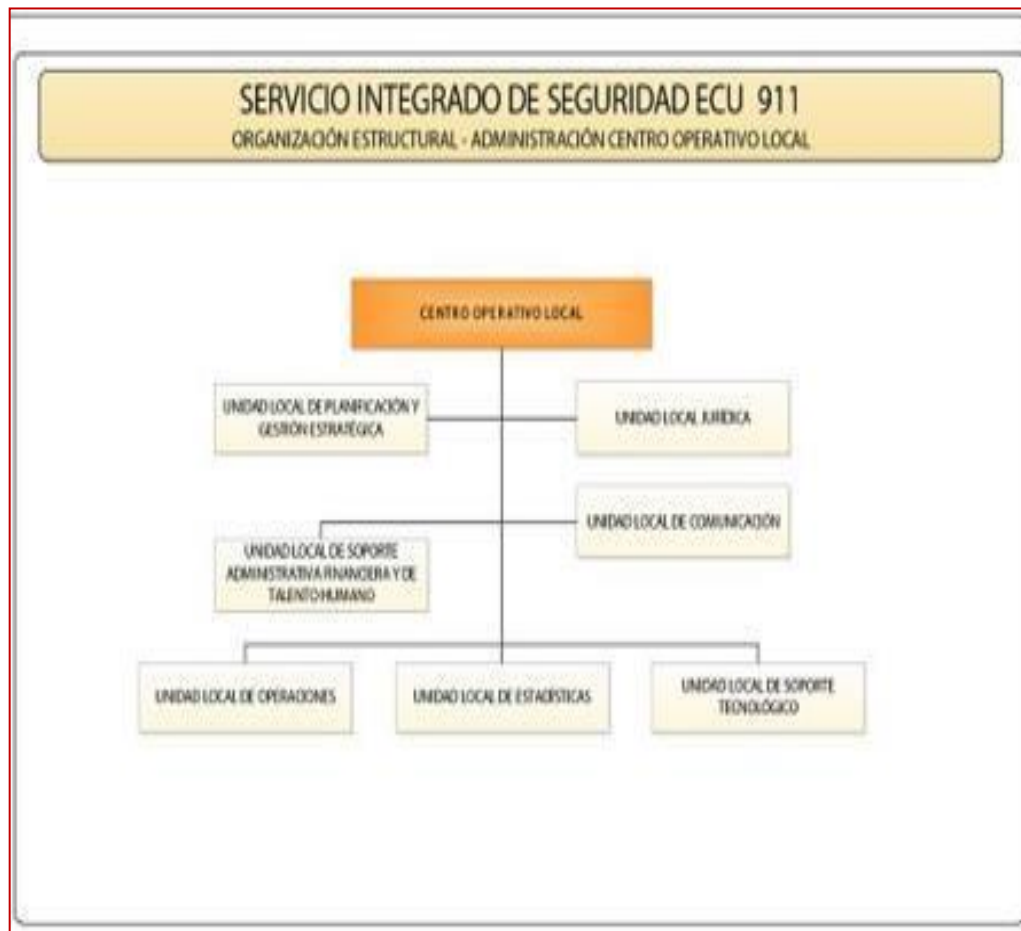 SERVICIO INTEGRADO DE SEGURIDAD ECU 911
ORGANIZACIÓN ESTRUCTURAL - ADMINISTRACIÓN CENTRO OPERATIVO LOCAL
CENTRO OPERATIVO LOCAL
UNIDAD LOCAL DE PLANIFICACIÓN Y
GESTIÓN ESTRATÉGICA
UNIDAD LOCAL JURÍDICA
UNIDAD LOCAL DE COMUNICACIÓN
UNIDAD LOCAL DE SOPORTE
ADMINISTRATIVA FINANCIERA Y DE
TALENTO HUMANO
UNIDAD LOCAL DE OPERACIONES
UNIDAD LOCAL DE ESTADÍSTICAS
UNIDAD LOCAL DE SOPORTE
TECNOLÓGICO